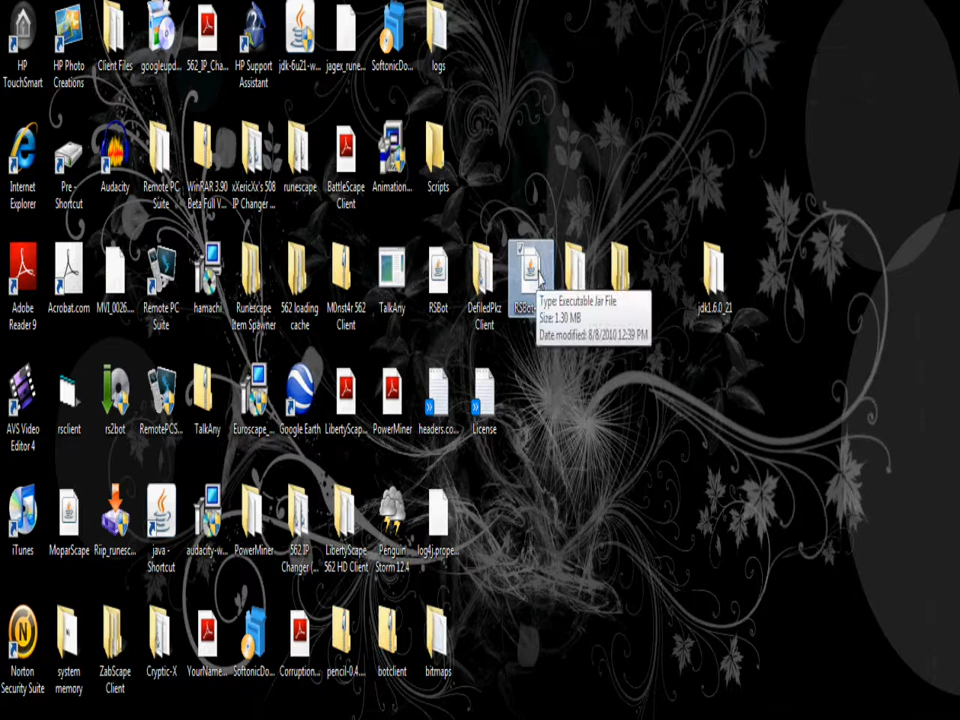 HP
TouchSmart
HP Photo
Creations
Client Files
googleupd...
562_IP_Cha...
HP Support
Assistant
jdk-6u21-w...
jagex_rune...
SoftonicDo...
logs
Internet
Explorer
Pre -
Shortcut
Audacity
Remote PC
Suite
WinRAR 3.90
Beta Full V...
xXericXx's 508
IP Changer ...
runescape
BattleScape
Client
Animation...
Scripts
Adobe
Reader 9
Acrobat.com
MVI_0026...
Remote PC
Suite
hamachi
Runescape
Item Spawner
562 loading
cache
M0nst4r 562
Client
TalkAny
RSBot
DefiledPkz
Client
Type: Executable Jar File
Size: 1.30 MB
Date modified: 8/8/2010 12:39 PM
jdk1.6.0_21
AVS Video
Editor 4
rsclient
rs2bot
RemotePCS...
TalkAny
Euroscape_...
Google Earth
LibertyScap...
PowerMiner
headers.co...
License
iTunes
MoparScape
Riip_runesc...
java -
Shortcut
audacity-w...
PowerMiner
562 IP
Changer (...
LibertyScape
562 HD Client
Penguin
Storm 12.4
log4j.prope...
Norton
Security Suite
system
memory
ZabScape
Client
Cryptic-X
YourName...
SoftonicDo...
Corruption...
pencil-0.4....
botclient
bitmaps